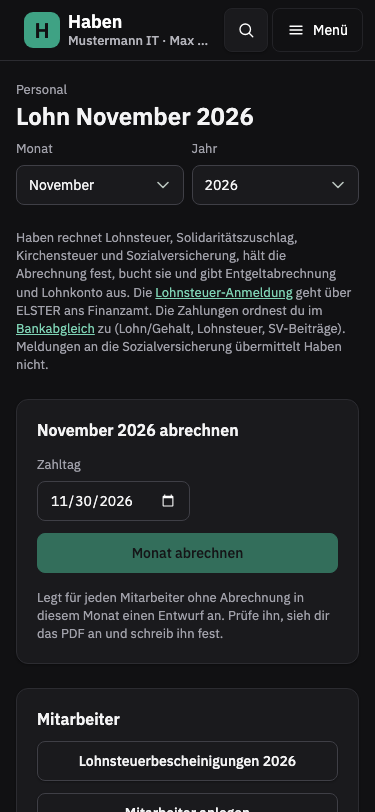 H
Haben
Mustermann IT · Max ...
Menü
Personal
Lohn November 2026
Monat
Jahr
November
2026
Haben rechnet Lohnsteuer, Solidaritätszuschlag,
Kirchensteuer und Sozialversicherung, hält die
Abrechnung fest, bucht sie und gibt Entgeltabrechnung
und Lohnkonto aus. Die Lohnsteuer-Anmeldung geht über
ELSTER ans Finanzamt. Die Zahlungen ordnest du im
Bankabgleich zu (Lohn/Gehalt, Lohnsteuer, SV-Beiträge).
Meldungen an die Sozialversicherung übermittelt Haben
nicht.
November 2026 abrechnen
Zahltag
11/30/2026
Monat abrechnen
Legt für jeden Mitarbeiter ohne Abrechnung in
diesem Monat einen Entwurf an. Prüfe ihn, sieh dir
das PDF an und schreib ihn fest.
Mitarbeiter
Lohnsteuerbescheinigungen 2026
Mitarbeiter anlegen